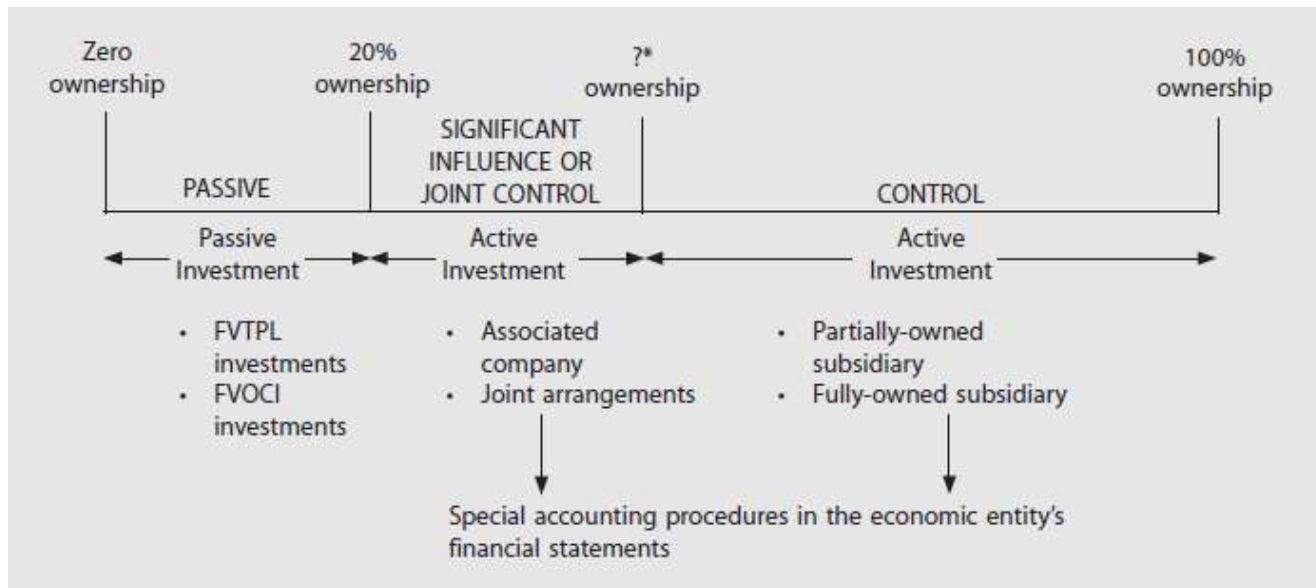 Zero
ownership
20%
ownership
?*
ownership
100%
ownership
PASSIVE
SIGNIFICANT
INFLUENCE OR
JOINT CONTROL
CONTROL
Passive
Investment
Active
Investment
Active
Investment
• FVTPL
investments
• FVOCI
investments
• Associated
company
• Joint arrangements
• Partially-owned
subsidiary
• Fully-owned subsidiary
Special accounting procedures in the economic entity's
financial statements